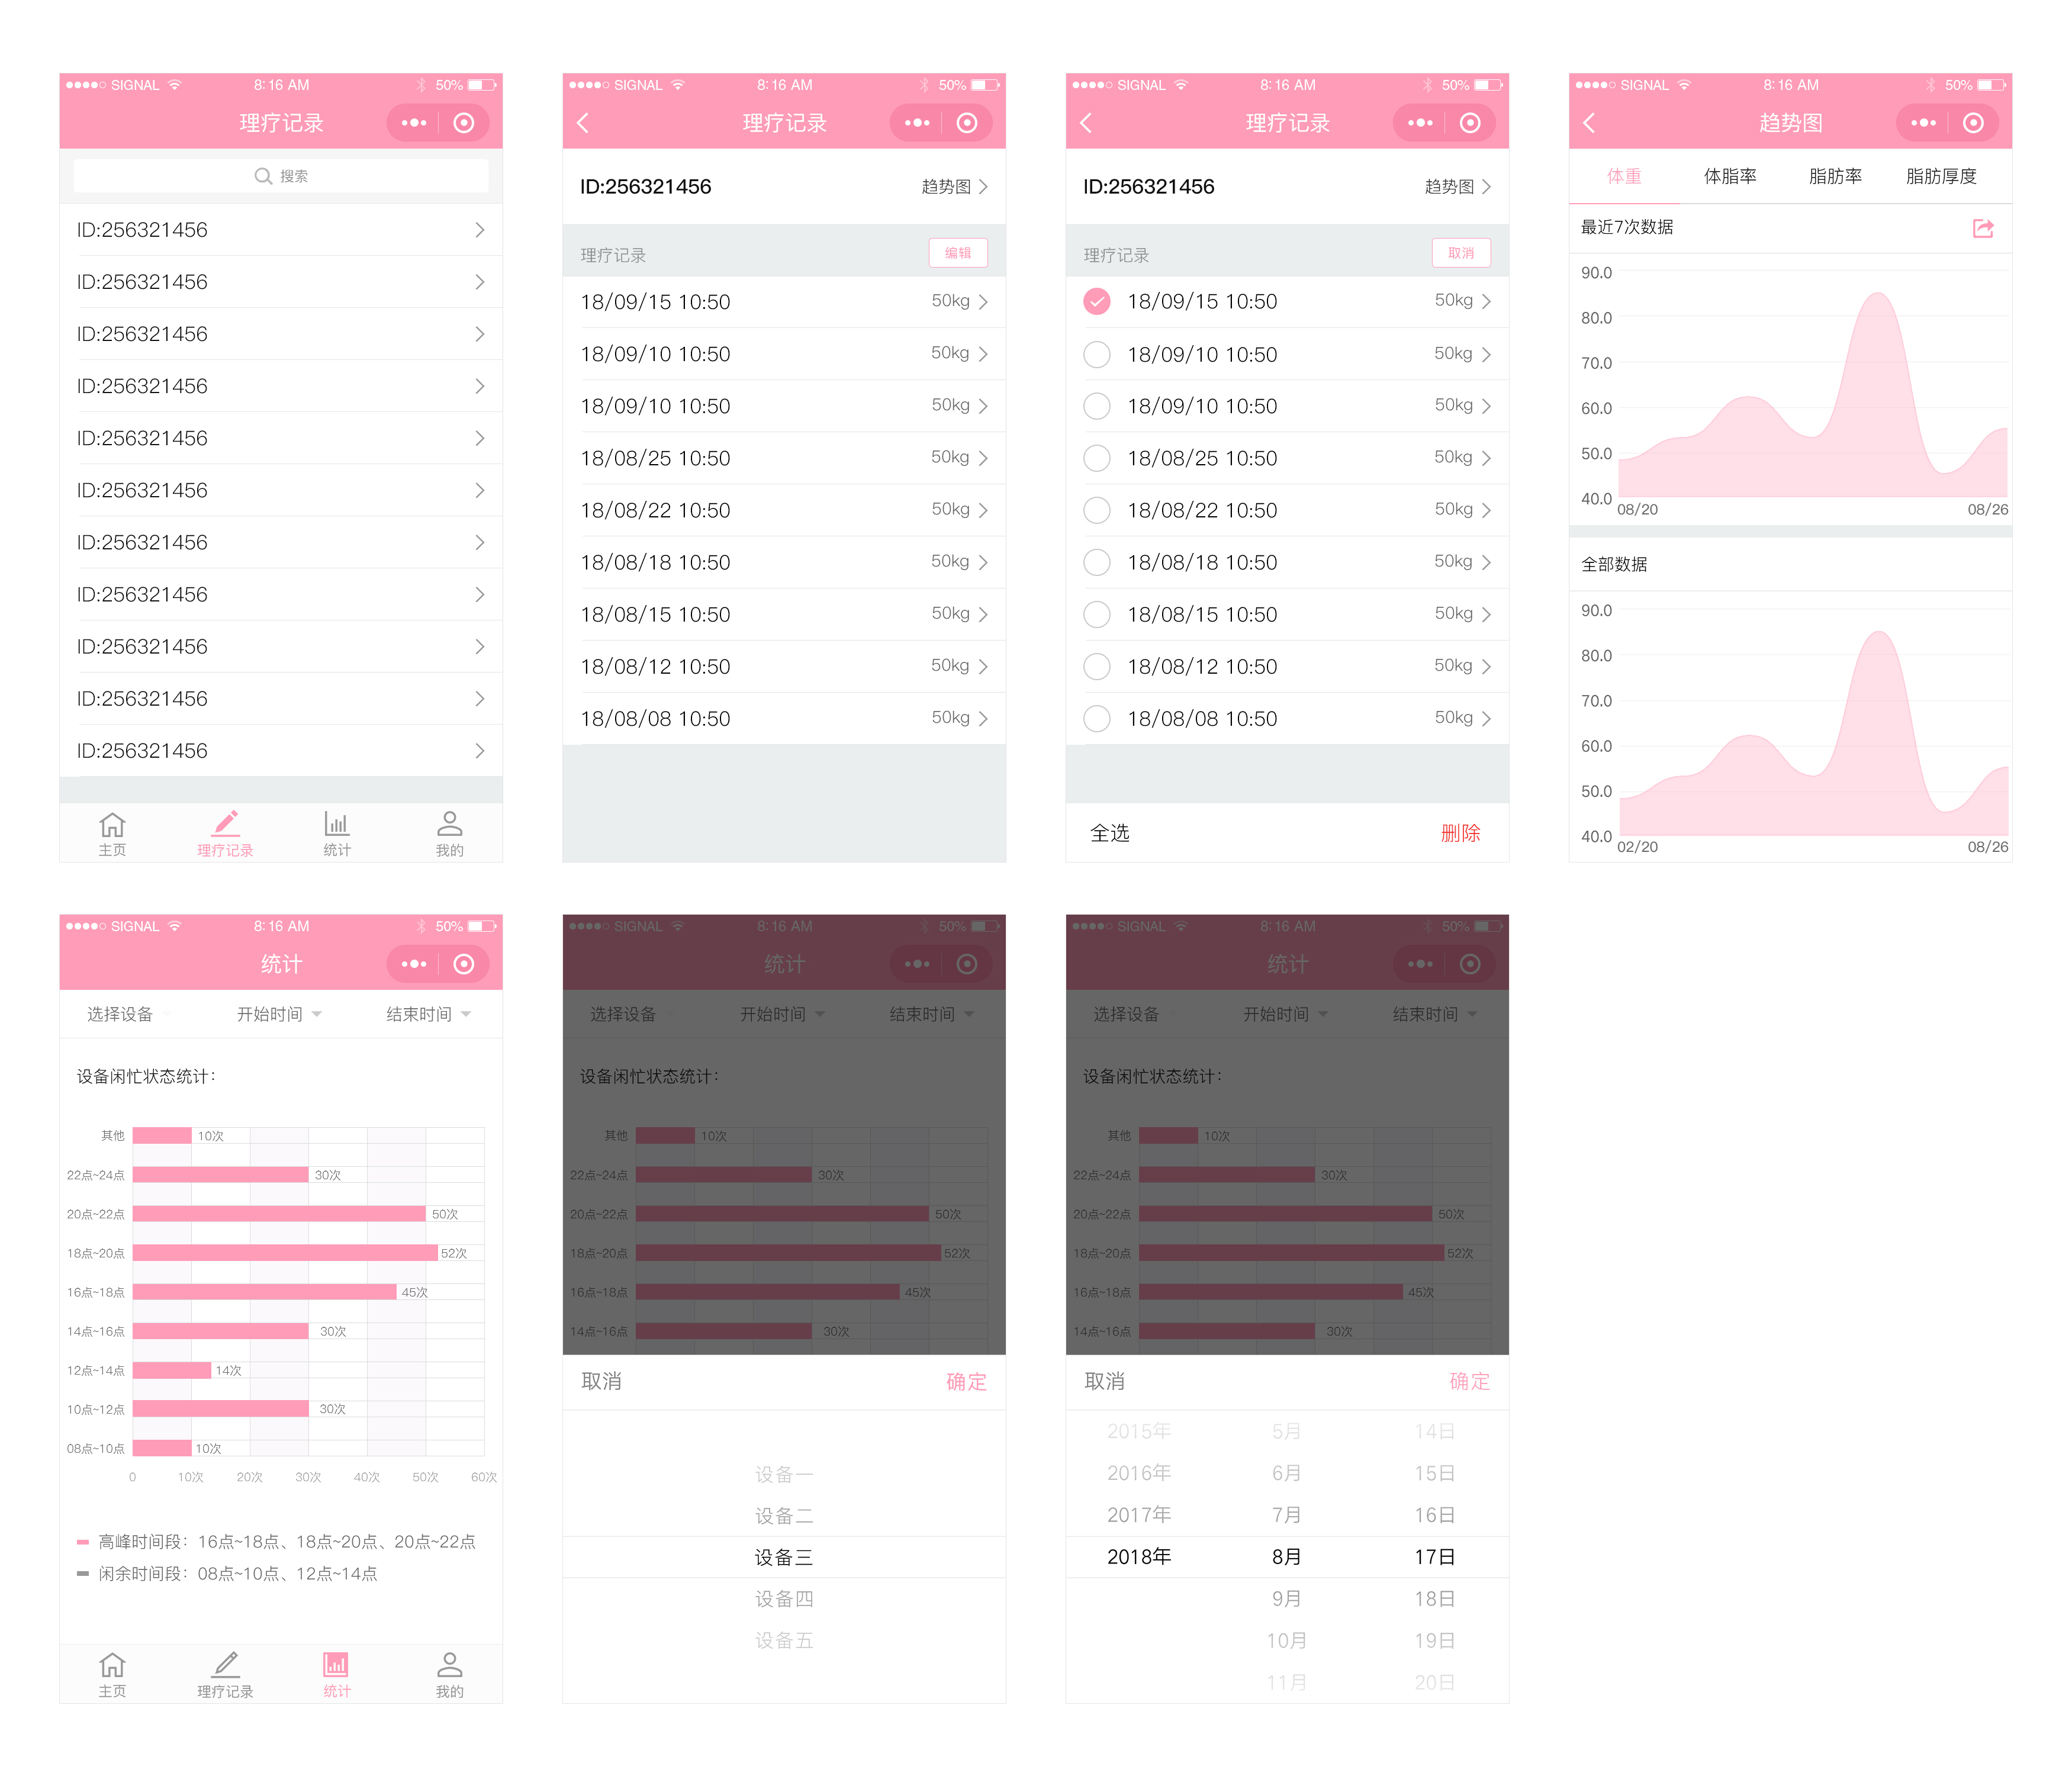 SIGNAL 8:16 AM 50%
理疗记录
搜索
ID:256321456
ID:256321456
ID:256321456
ID:256321456
ID:256321456
ID:256321456
ID:256321456
ID:256321456
ID:256321456
ID:256321456
ID:256321456
主页 理疗记录 统计 我的
SIGNAL 8:16 AM 50%
理疗记录
ID:256321456 趋势图
理疗记录 编辑
18/09/15 10:50 50kg
18/09/10 10:50 50kg
18/09/10 10:50 50kg
18/08/25 10:50 50kg
18/08/22 10:50 50kg
18/08/18 10:50 50kg
18/08/15 10:50 50kg
18/08/12 10:50 50kg
18/08/08 10:50 50kg
SIGNAL 8:16 AM 50%
理疗记录
ID:256321456 趋势图
理疗记录 取消
18/09/15 10:50 50kg
18/09/10 10:50 50kg
18/09/10 10:50 50kg
18/08/25 10:50 50kg
18/08/22 10:50 50kg
18/08/18 10:50 50kg
18/08/15 10:50 50kg
18/08/12 10:50 50kg
18/08/08 10:50 50kg
全选 删除
SIGNAL 8:16 AM 50%
趋势图
体重 体脂率 脂肪率 脂肪厚度
最近7次数据
90.0
80.0
70.0
60.0
50.0
40.0
08/20 08/26
全部数据
90.0
80.0
70.0
60.0
50.0
40.0
02/20 08/26
SIGNAL 8:16 AM 50%
统计
选择设备 开始时间 结束时间
设备闲忙状态统计：
其他 10次
22点~24点 30次
20点~22点 50次
18点~20点 52次
16点~18点 45次
14点~16点 30次
12点~14点 14次
10点~12点 30次
08点~10点 10次
0 10次 20次 30次 40次 50次 60次
高峰时间段：16点~18点、18点~20点、20点~22点
闲余时间段：08点~10点、12点~14点
主页 理疗记录 统计 我的
SIGNAL 8:16 AM 50%
统计
选择设备 开始时间 结束时间
设备闲忙状态统计：
其他 10次
22点~24点 30次
20点~22点 50次
18点~20点 52次
16点~18点 45次
14点~16点 30次
取消 确定
设备一
设备二
设备三
设备四
设备五
SIGNAL 8:16 AM 50%
统计
选择设备 开始时间 结束时间
设备闲忙状态统计：
其他 10次
22点~24点 30次
20点~22点 50次
18点~20点 52次
16点~18点 45次
14点~16点 30次
取消 确定
2015年 5月 14日
2016年 6月 15日
2017年 7月 16日
2018年 8月 17日
9月 18日
10月 19日
11月 20日